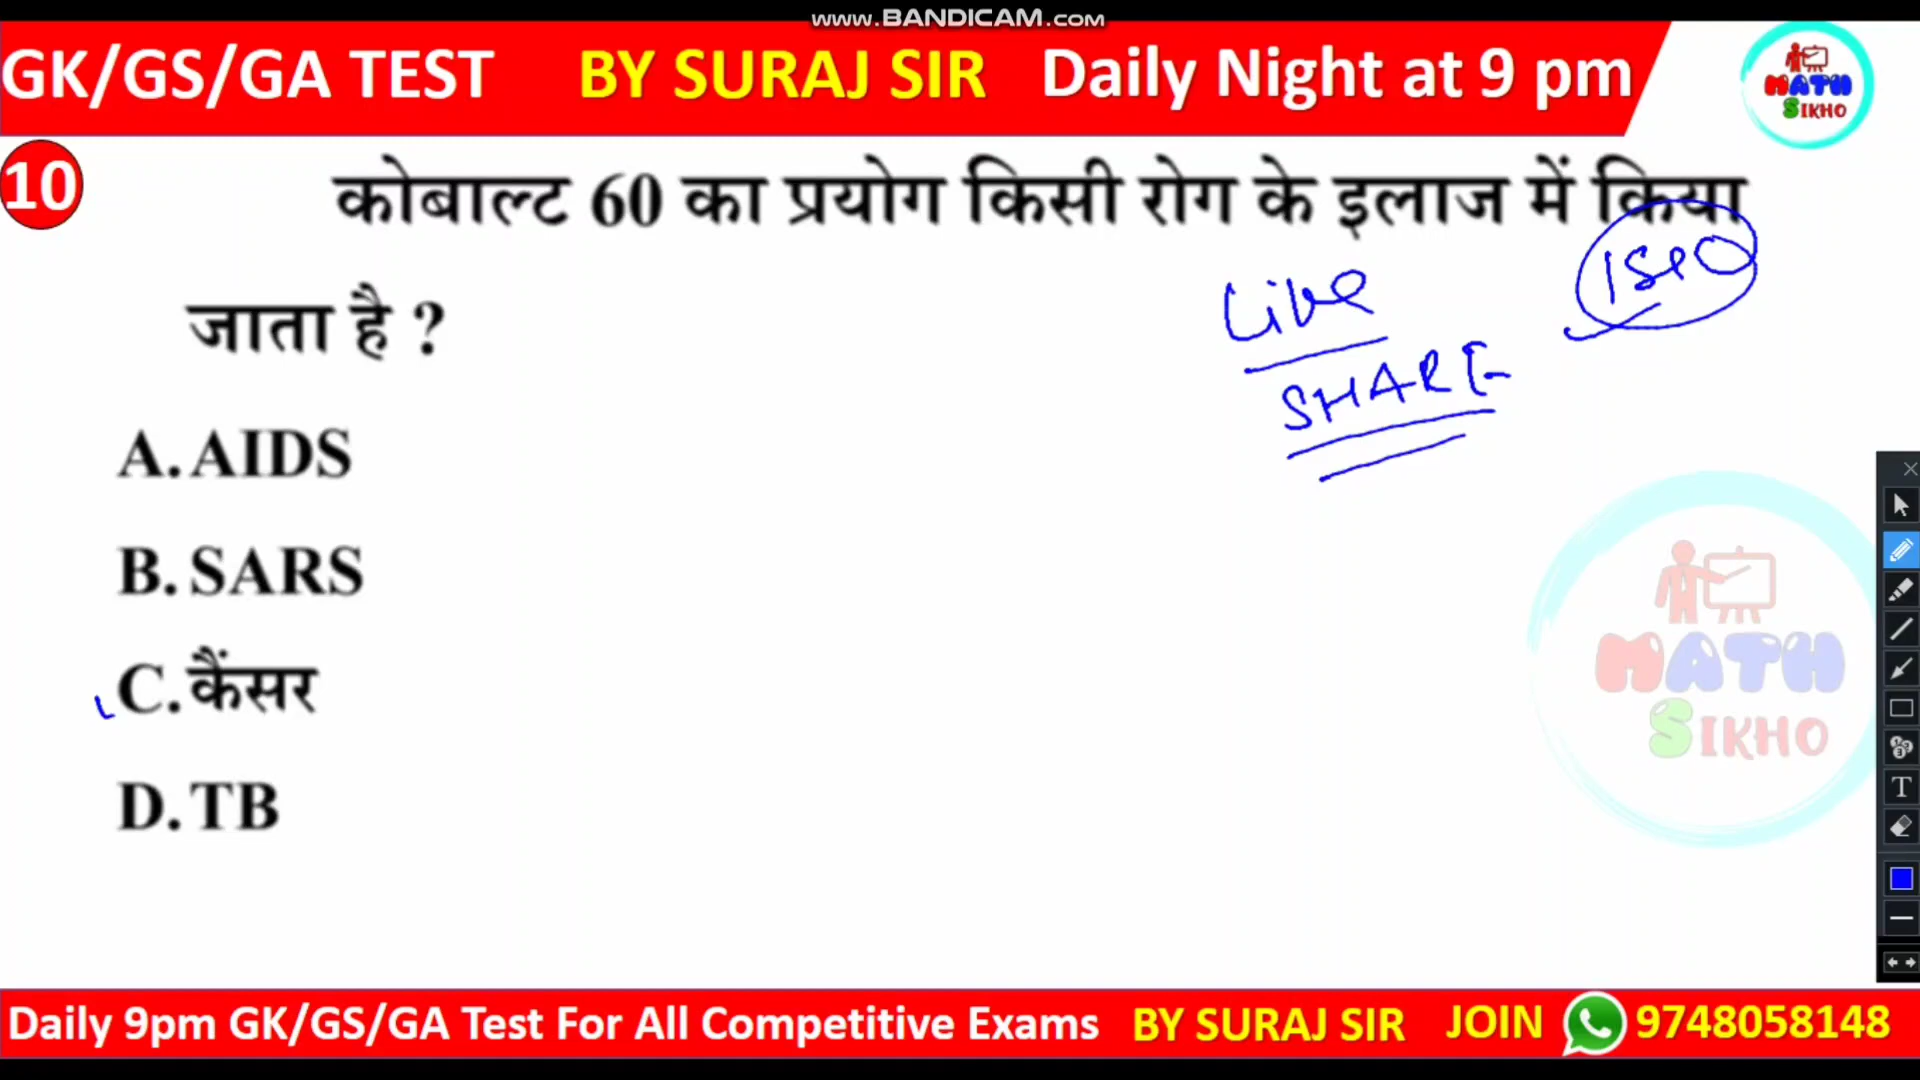 www.BANDICAM.com
GK/GS/GA TEST BY SURAJ SIR Daily Night at 9 pm
MATH
SIKHO
10
कोबाल्ट 60 का प्रयोग किसी रोग के इलाज में किया
जाता है ?
Like
SHARE
A. AIDS
B. SARS
C. कैंसर
D. TB
MATH
SIKHO
T
Daily 9pm GK/GS/GA Test For All Competitive Exams BY SURAJ SIR JOIN 9748058148